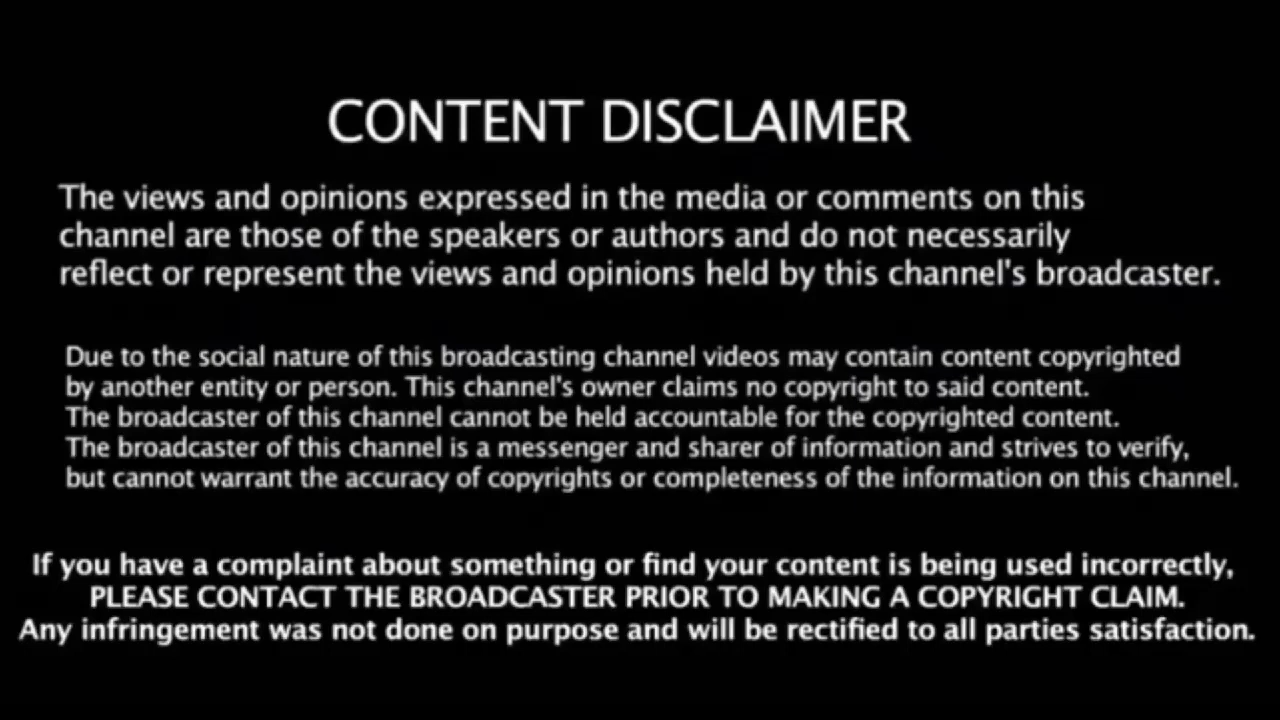 CONTENT DISCLAIMER
The views and opinions expressed in the media or comments on this
channel are those of the speakers or authors and do not necessarily
reflect or represent the views and opinions held by this channel's broadcaster.
Due to the social nature of this broadcasting channel videos may contain content copyrighted
by another entity or person. This channel's owner claims no copyright to said content.
The broadcaster of this channel cannot be held accountable for the copyrighted content.
The broadcaster of this channel is a messenger and sharer of information and strives to verify,
but cannot warrant the accuracy of copyrights or completeness of the information on this channel.
If you have a complaint about something or find your content is being used incorrectly,
PLEASE CONTACT THE BROADCASTER PRIOR TO MAKING A COPYRIGHT CLAIM.
Any infringement was not done on purpose and will be rectified to all parties satisfaction.